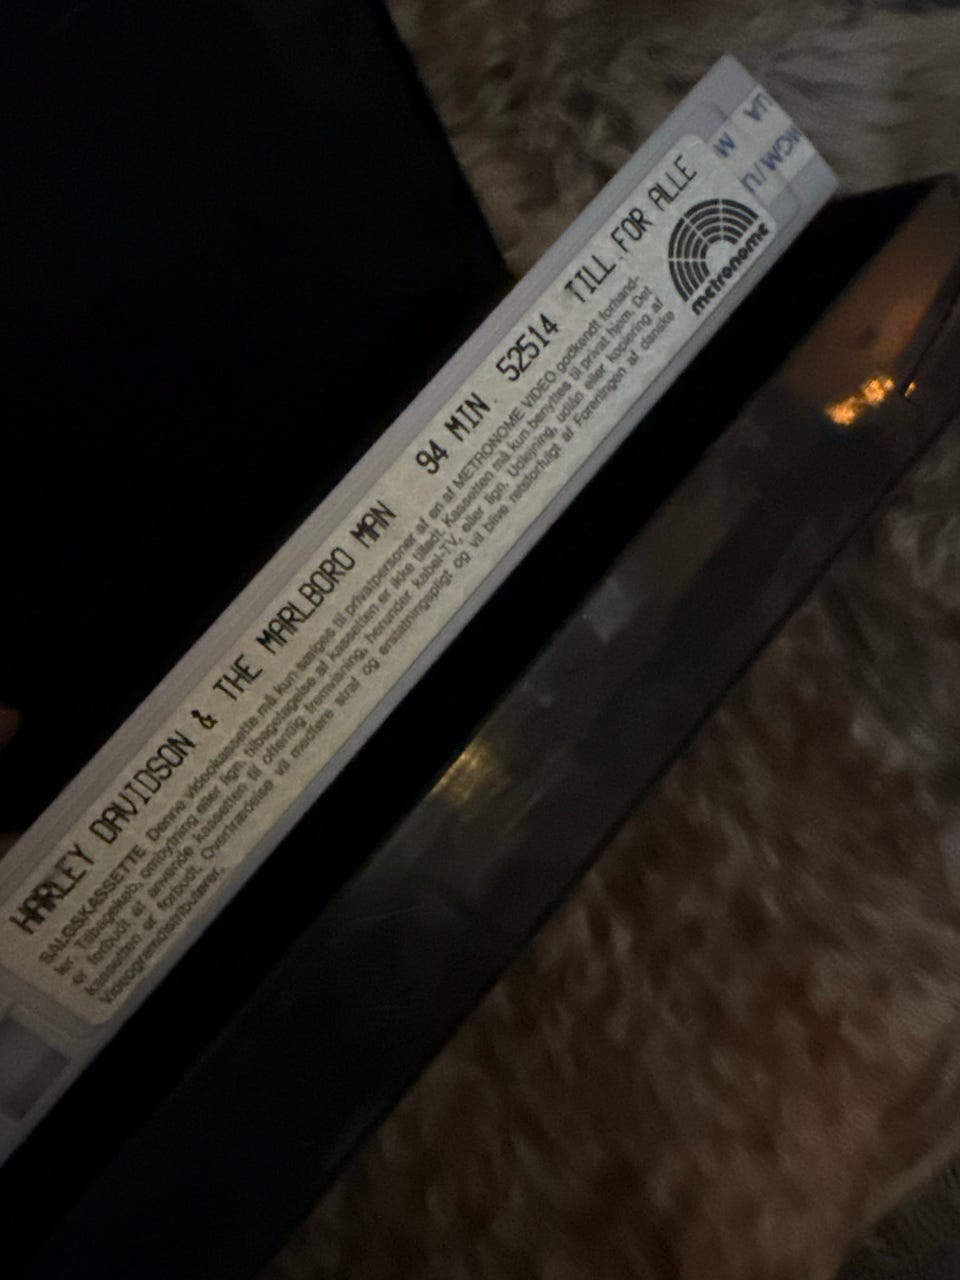 HARLEY DAVIDSON & THE MARLBORO MAN 94 MIN. 52514 TILL.FOR ALLE
SALGSKASSETTE. Denne videokassette må kun sælges til privatpersoner af en af METRONOME VIDEO godkendt forhand-
ler. Tilbagekøb, ombytning eller lign. tilbagetagelse af kassetten er ikke tilladt. Kassetten må kun benyttes til privat hjem. Det
er forbudt at anvende kassetten til offentlig fremvisning, herunder kabel-TV, eller lign. Udlejning, udlån eller kopiering af
kassetten er forbudt. Overtrædelse vil medføre straf og erstatningspligt og vil blive retsforfulgt af Foreningen af danske
Videogramdistributører.
metronome
MGM/U
M UA